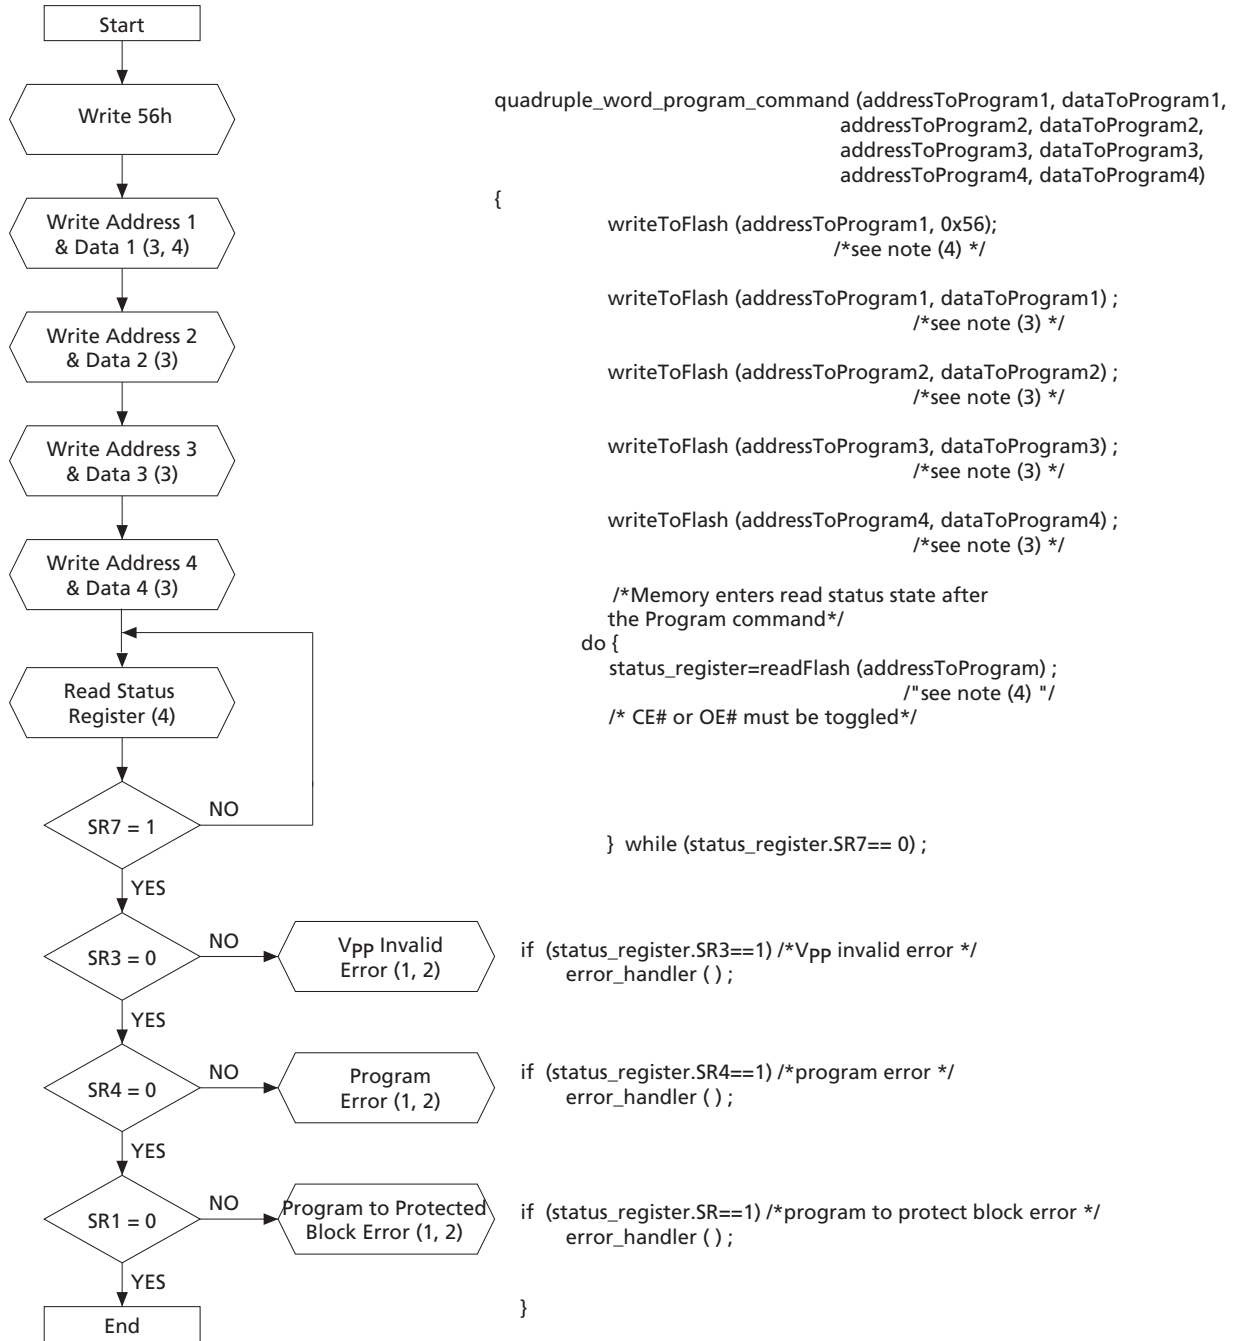 Start
Write 56h
Write Address 1
& Data 1 (3, 4)
Write Address 2
& Data 2 (3)
Write Address 3
& Data 3 (3)
Write Address 4
& Data 4 (3)
Read Status
Register (4)
SR7 = 1
NO
YES
SR3 = 0
NO
VPP Invalid
Error (1, 2)
YES
SR4 = 0
NO
Program
Error (1, 2)
YES
SR1 = 0
NO
Program to Protected
Block Error (1, 2)
YES
End
quadruple_word_program_command (addressToProgram1, dataToProgram1,
addressToProgram2, dataToProgram2,
addressToProgram3, dataToProgram3,
addressToProgram4, dataToProgram4)
{
writeToFlash (addressToProgram1, 0x56);
/*see note (4) */
writeToFlash (addressToProgram1, dataToProgram1) ;
/*see note (3) */
writeToFlash (addressToProgram2, dataToProgram2) ;
/*see note (3) */
writeToFlash (addressToProgram3, dataToProgram3) ;
/*see note (3) */
writeToFlash (addressToProgram4, dataToProgram4) ;
/*see note (3) */
/*Memory enters read status state after
the Program command*/
do {
status_register=readFlash (addressToProgram) ;
/"see note (4) "/
/* CE# or OE# must be toggled*/
} while (status_register.SR7== 0) ;
if (status_register.SR3==1) /*VPP invalid error */
error_handler ( ) ;
if (status_register.SR4==1) /*program error */
error_handler ( ) ;
if (status_register.SR==1) /*program to protect block error */
error_handler ( ) ;
}